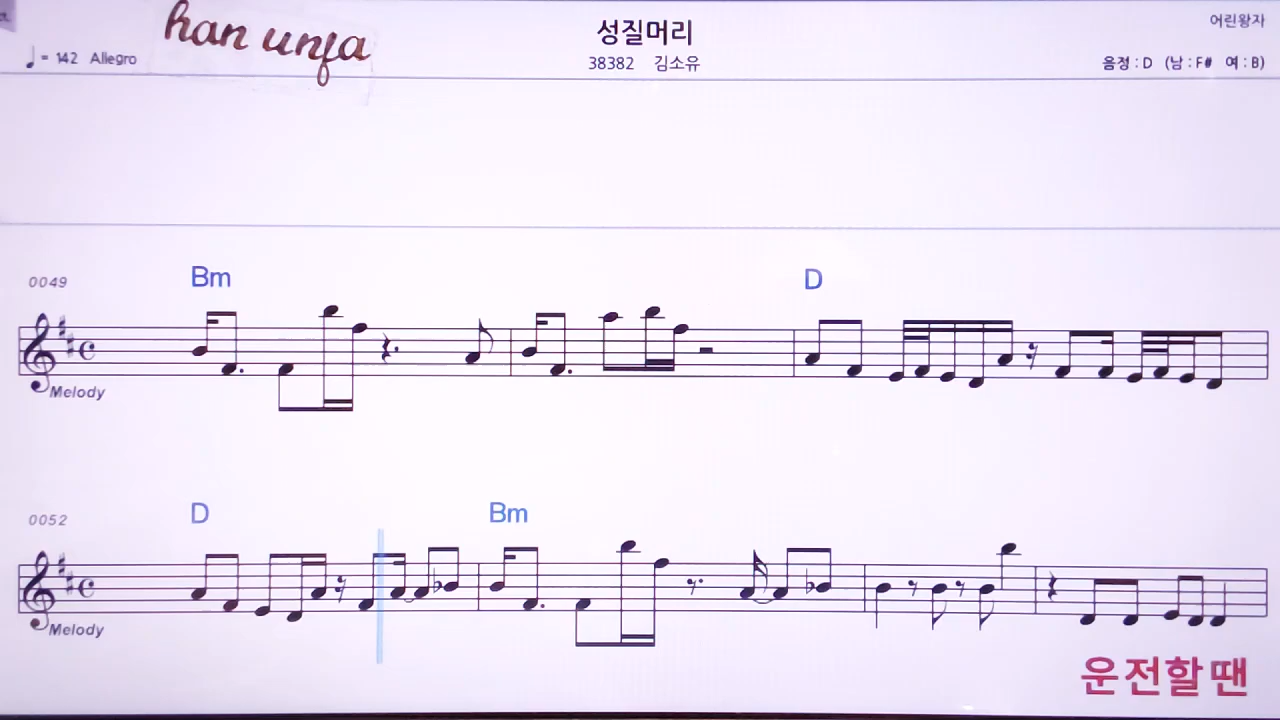 han unfa
성질머리
어린왕자
♩ = 142 Allegro
38382 김소유
음정 : D (남 : F# 여 : B)
0049
Bm
D
Melody
0052
D
Bm
Melody
운전할 땐